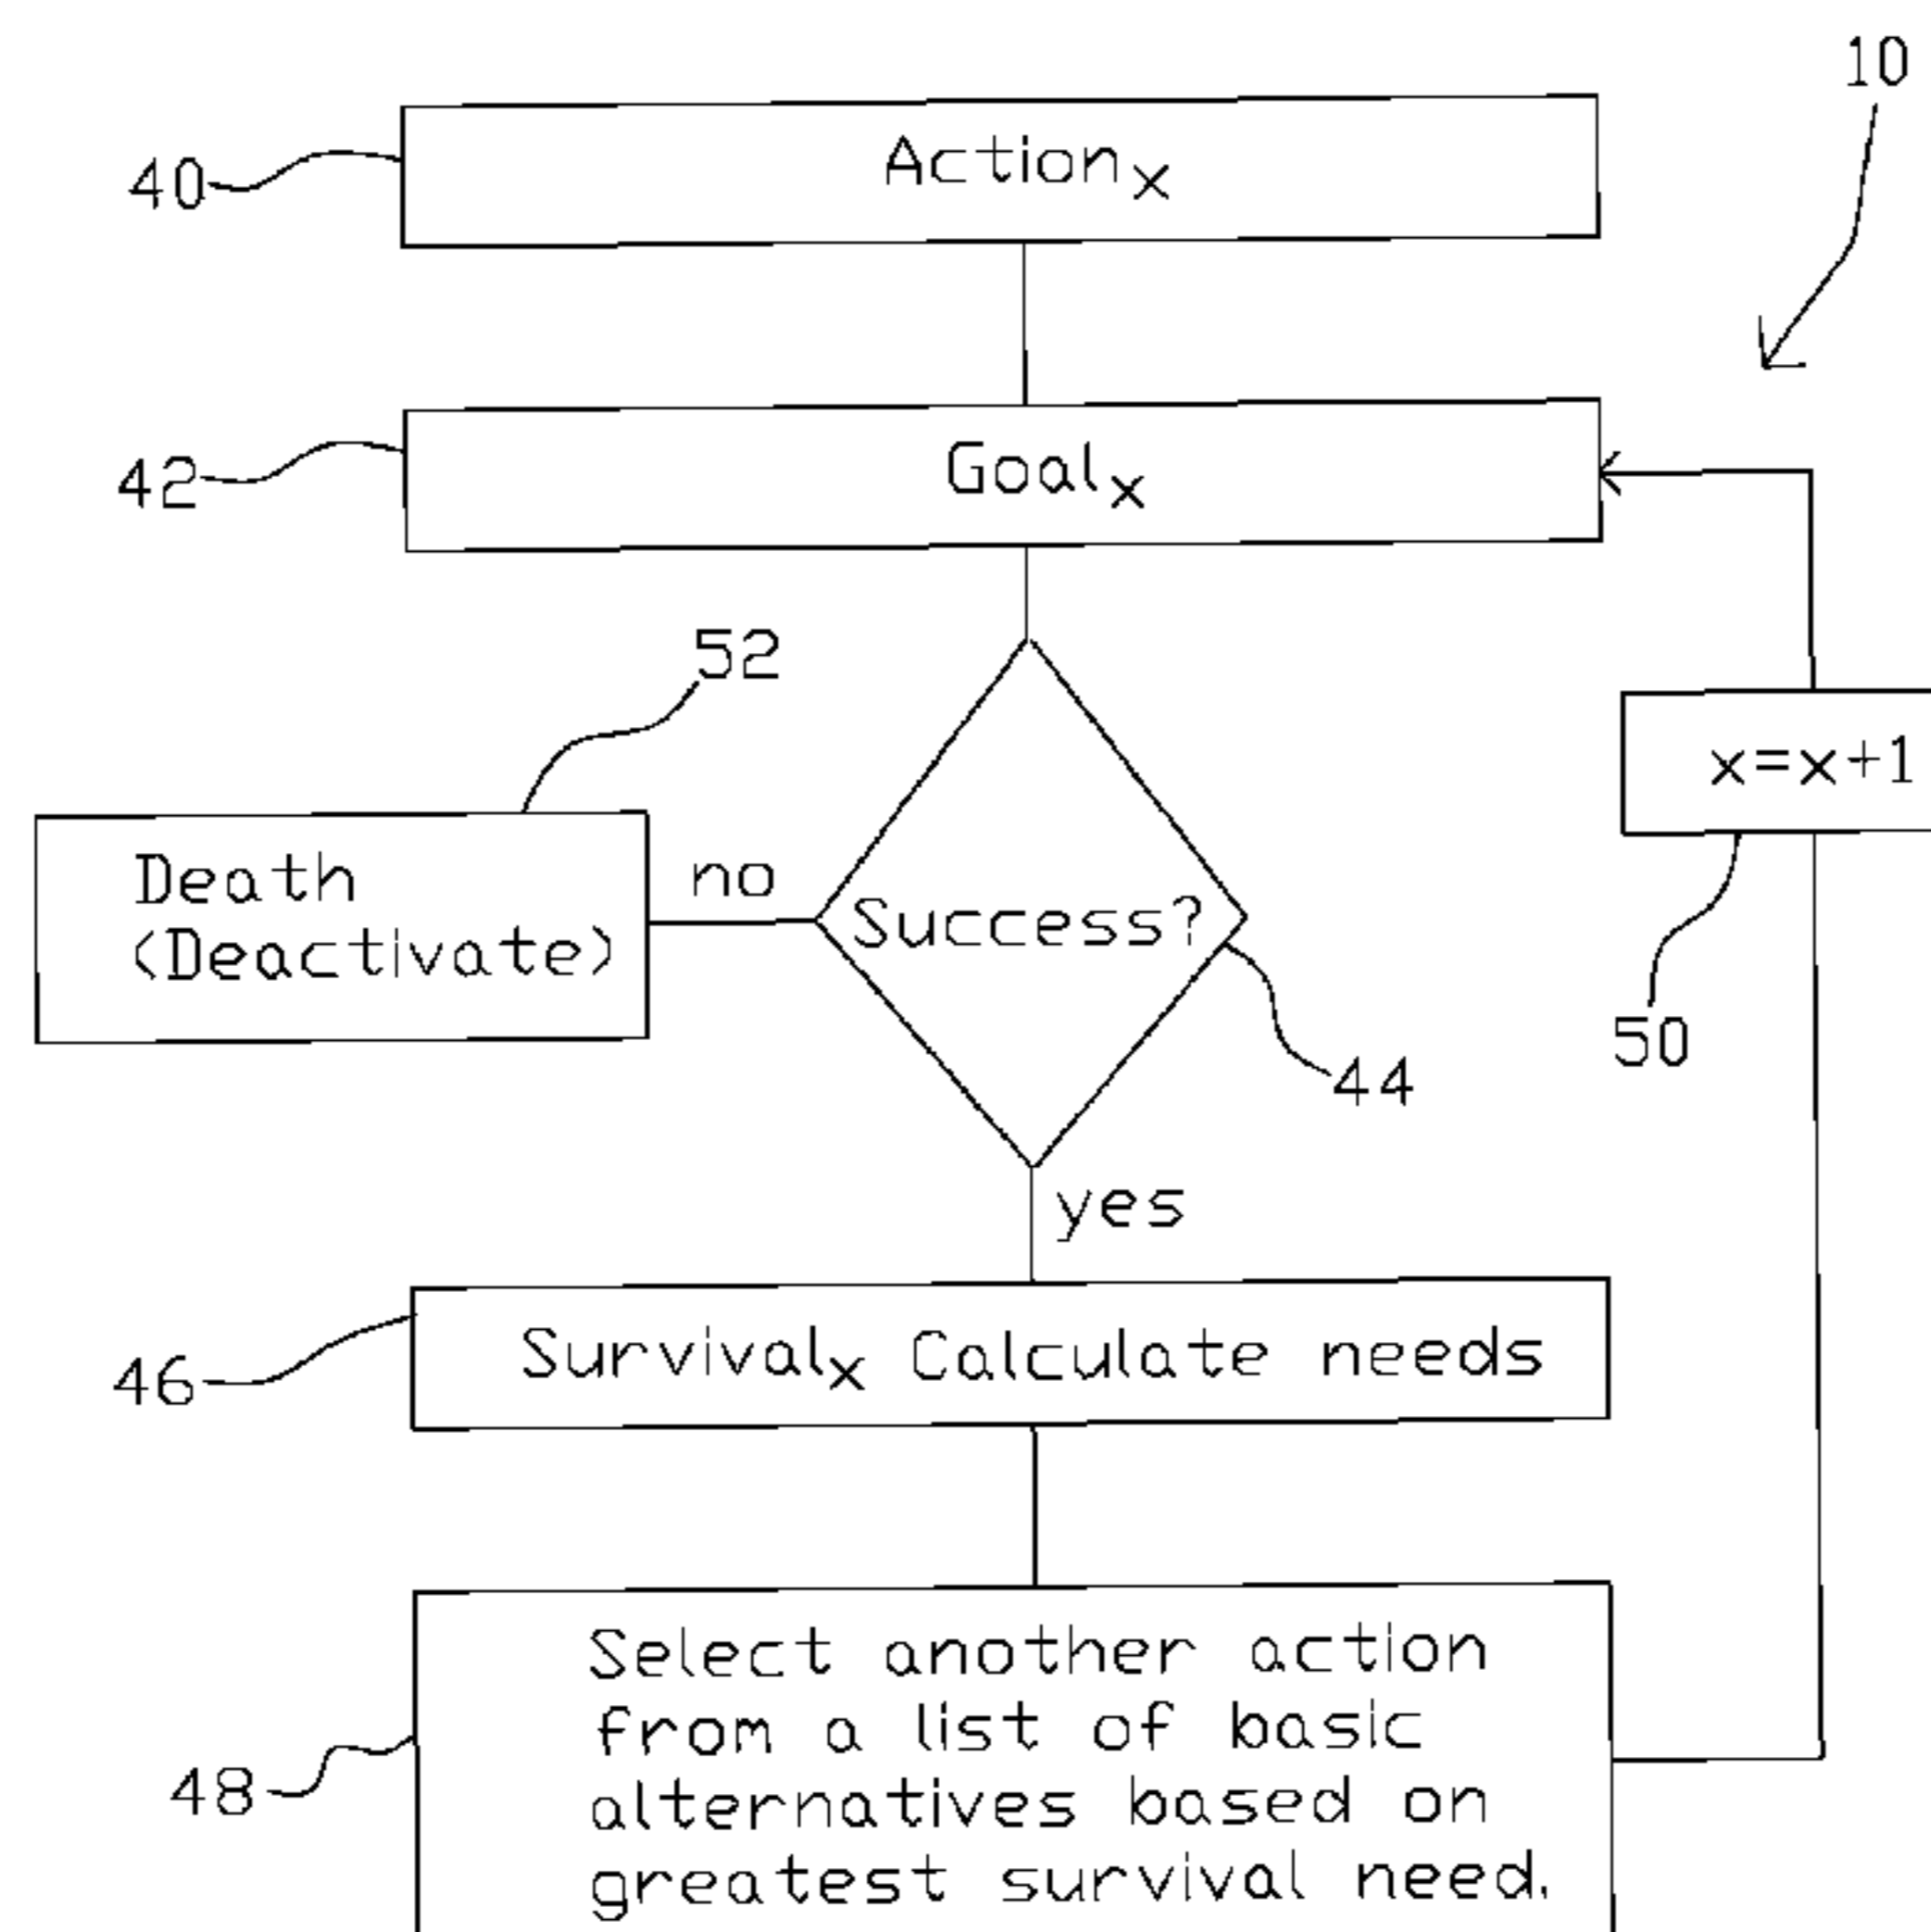 10
40
Actionx
42
Goalx
52
x=x+1
Death
(Deactivate)
no
Success?
50
44
yes
46
Survivalx Calculate needs
48
Select another action
from a list of basic
alternatives based on
greatest survival need.